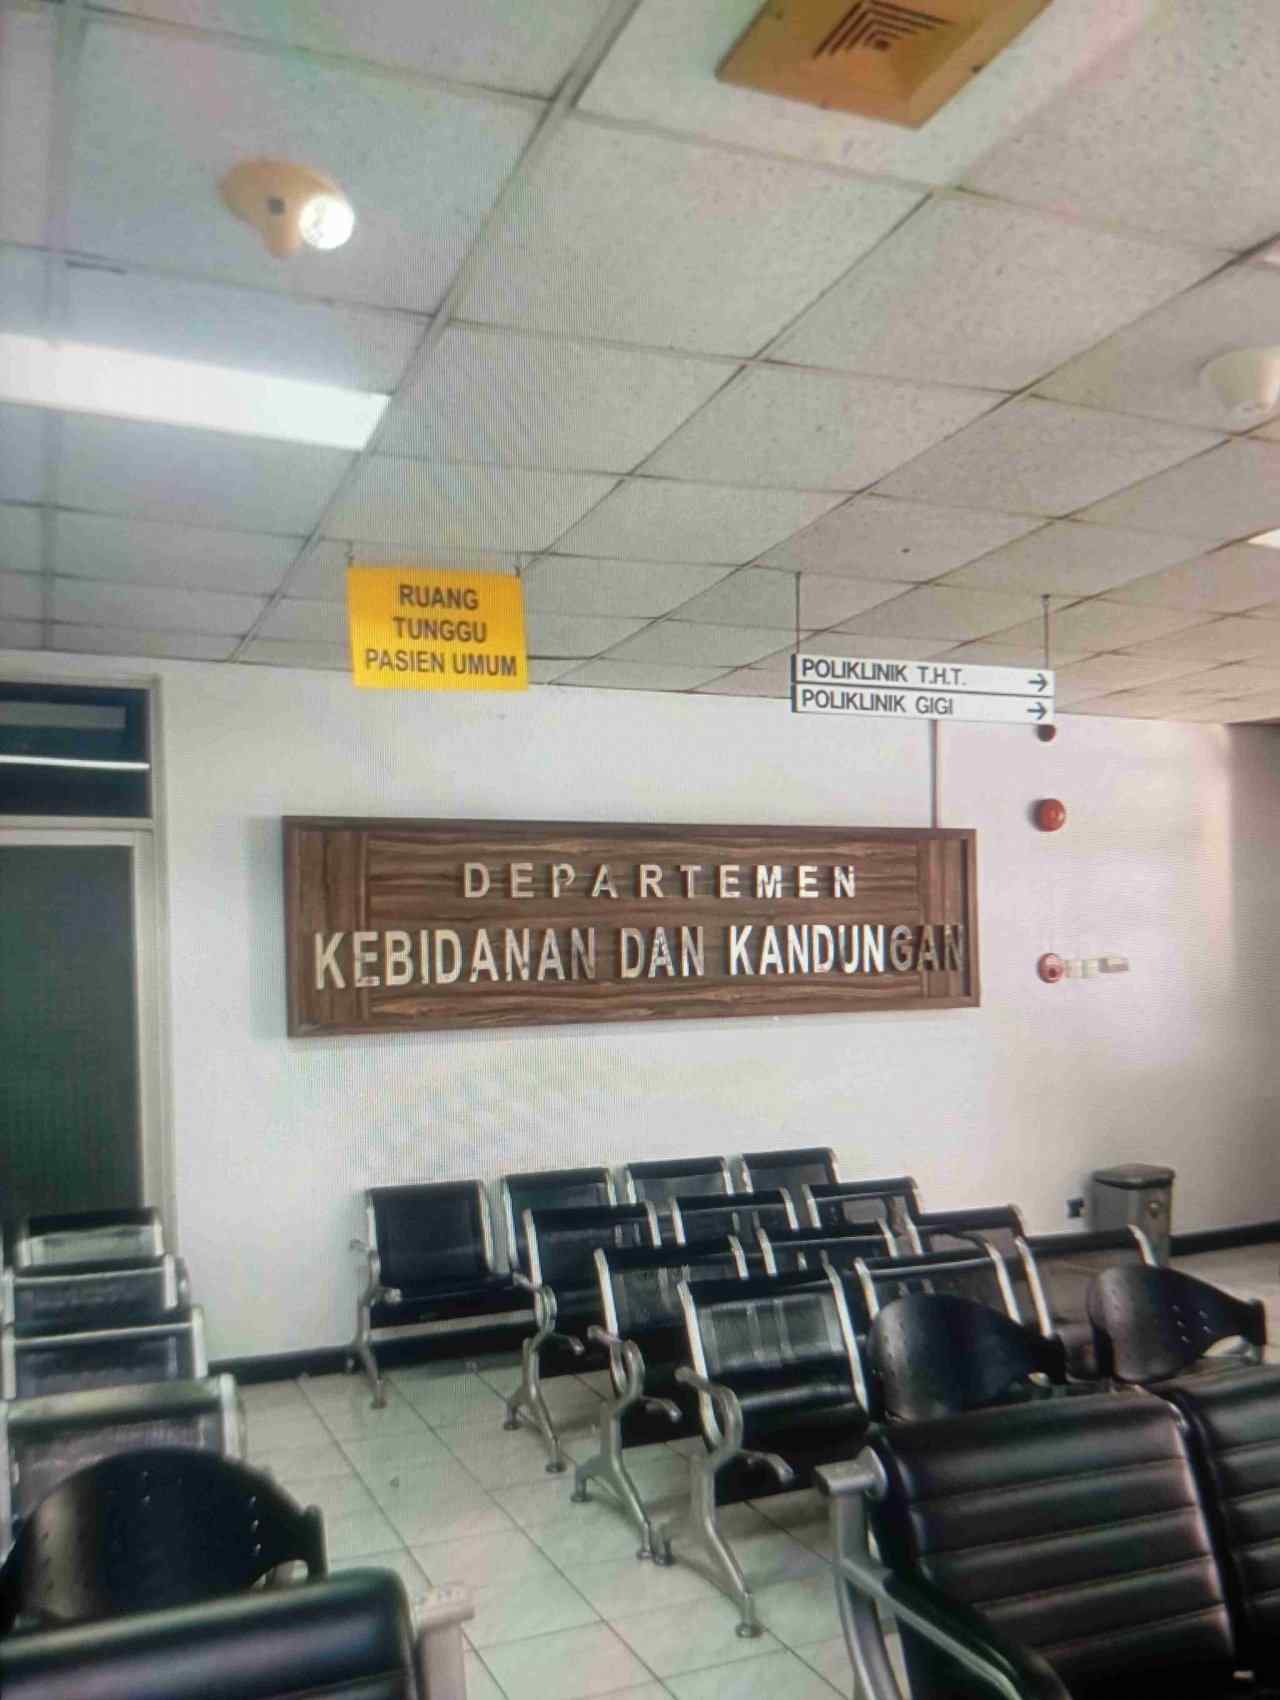 RUANG
TUNGGU
PASIEN UMUM
POLIKLINIK T.H.T. →
POLIKLINIK GIGI →
DEPARTEMEN
KEBIDANAN DAN KANDUNGAN